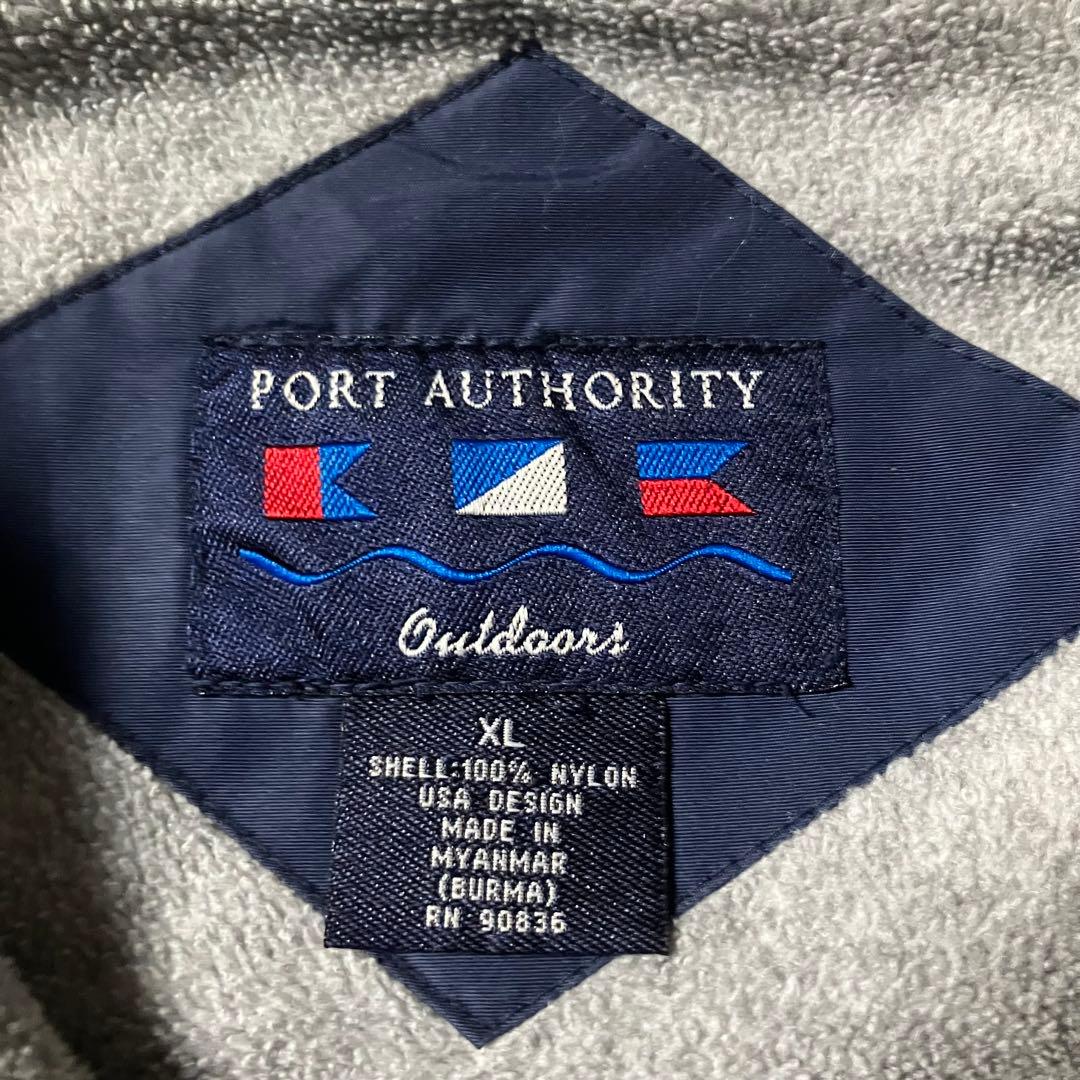 PORT AUTHORITY
Outdoors
XL
SHELL:100% NYLON
USA DESIGN
MADE IN
MYANMAR
(BURMA)
RN 90836